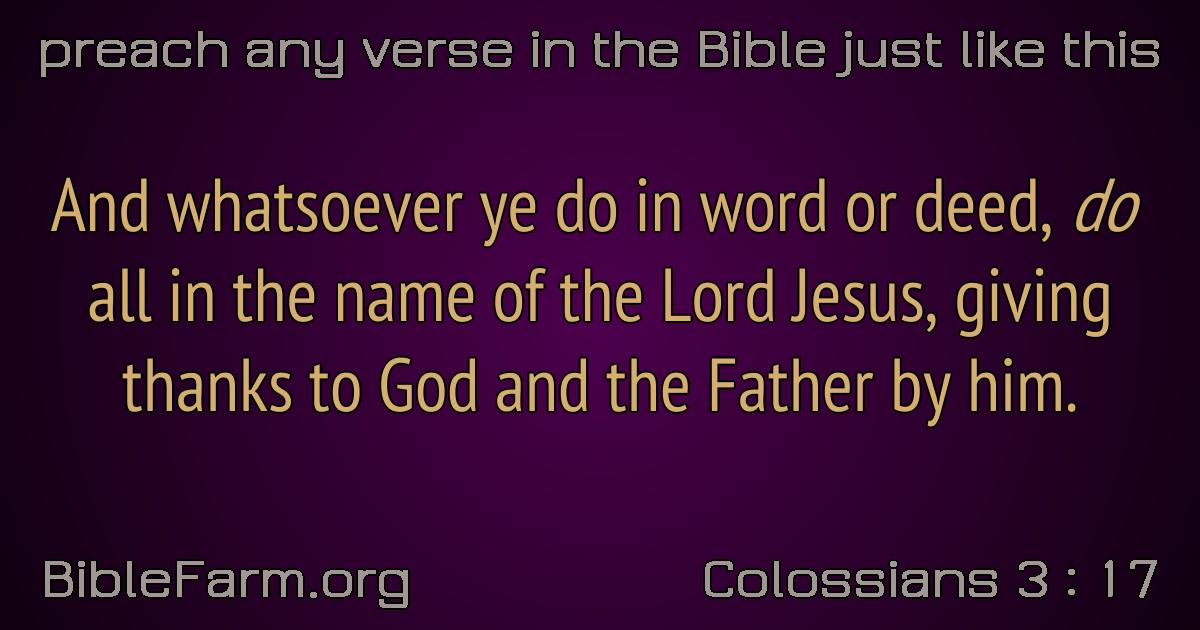 preach any verse in the Bible just like this
And whatsoever ye do in word or deed, do
all in the name of the Lord Jesus, giving
thanks to God and the Father by him.
BibleFarm.org
Colossians 3 : 17